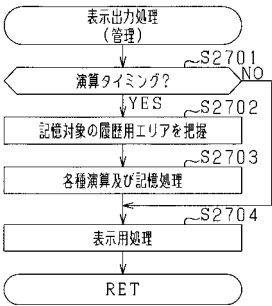 表示出力処理
(管理)
S2701
演算タイミング?
NO
YES
S2702
記憶対象の履歴用エリアを把握
S2703
各種演算及び記憶処理
S2704
表示用処理
RET